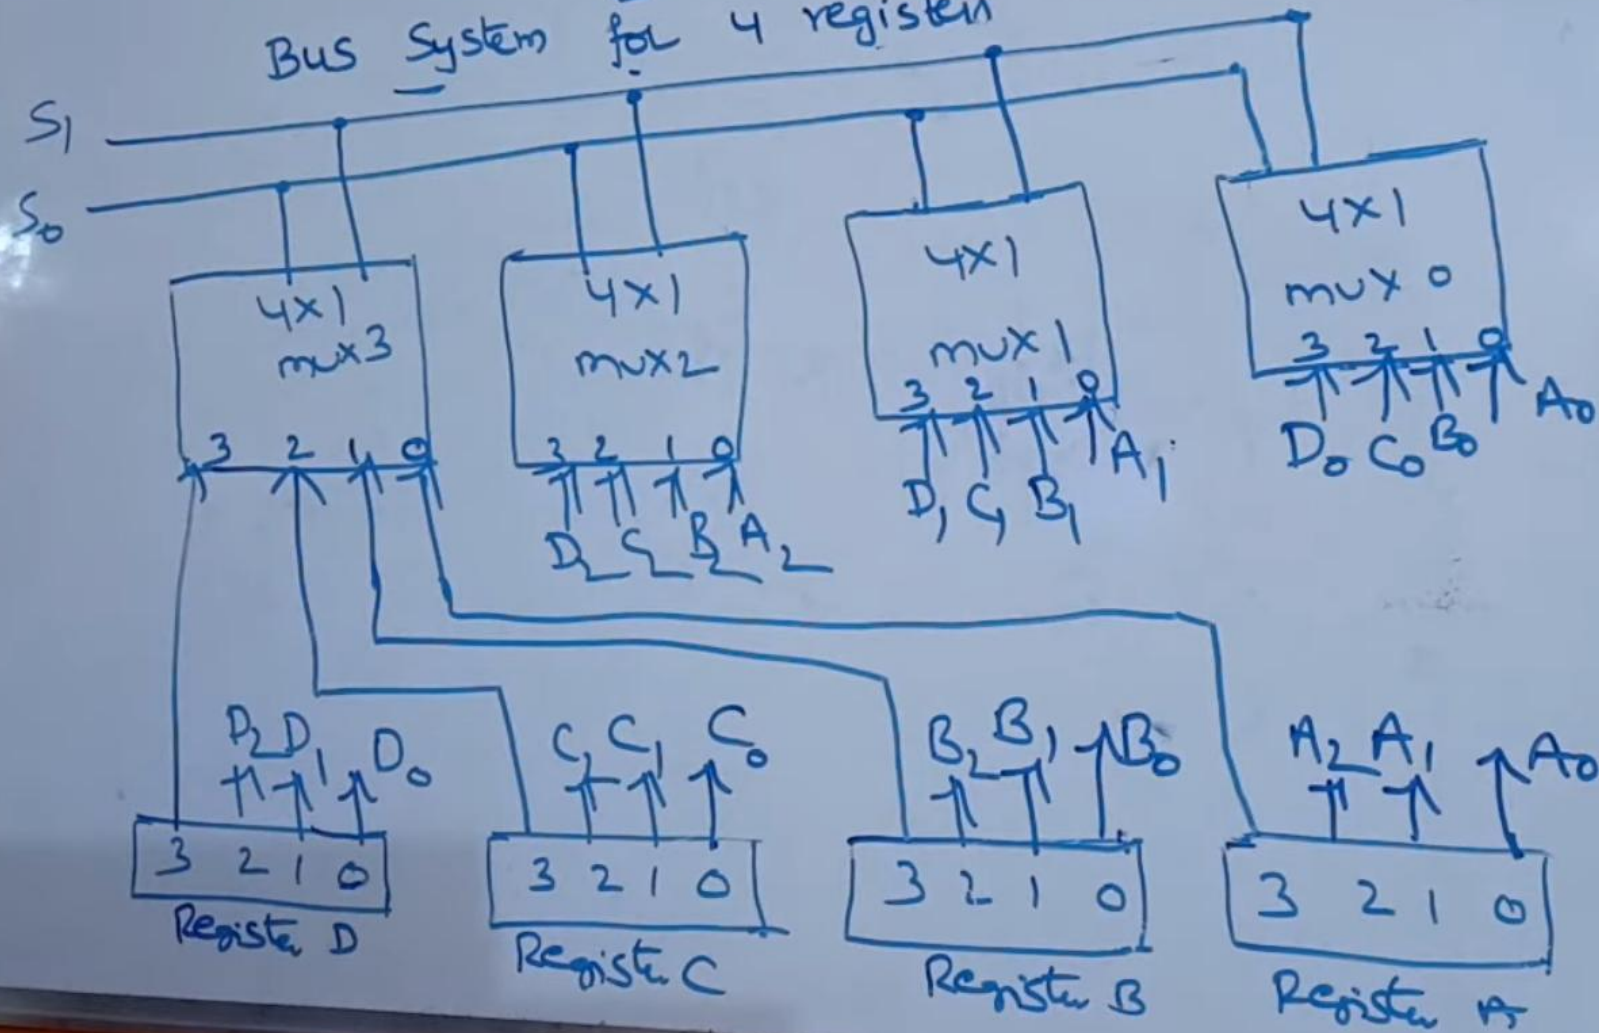 Bus System for 4 registers
S1
S0
4x1
mux 0
4x1
mux 1
4x1
mux2
4x1
mux3
3 2 1 0
A0
D0 C0 B0
3 2 1 0
A1
D1 C1 B1
3 2 1 0
D2 C2 B2 A2
3 2 1 0
D2 D1 D0
C2 C1 C0
B2 B1 B0
A2 A1 A0
3 2 1 0
3 2 1 0
3 2 1 0
3 2 1 0
Register D
Register C
Register B
Register A